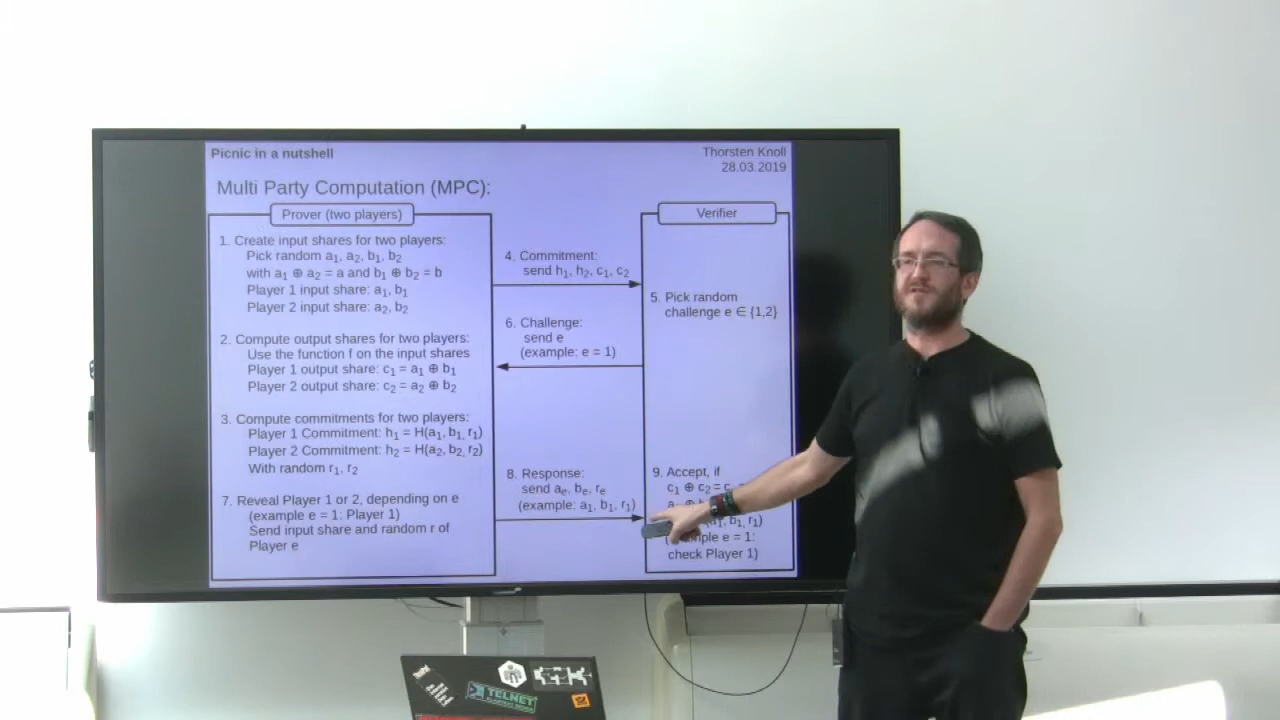 Picnic in a nutshell
Thorsten Knoll
28.03.2019
Multi Party Computation (MPC):
Prover (two players)
1. Create input shares for two players:
Pick random a₁, a₂, b₁, b₂
with a₁ ⊕ a₂ = a and b₁ ⊕ b₂ = b
Player 1 input share: a₁, b₁
Player 2 input share: a₂, b₂
2. Compute output shares for two players:
Use the function f on the input shares
Player 1 output share: c₁ = a₁ ⊕ b₁
Player 2 output share: c₂ = a₂ ⊕ b₂
3. Compute commitments for two players:
Player 1 Commitment: h₁ = H(a₁, b₁, r₁)
Player 2 Commitment: h₂ = H(a₂, b₂, r₂)
With random r₁, r₂
7. Reveal Player 1 or 2, depending on e
(example e = 1: Player 1)
Send input share and random r of
Player e
4. Commitment:
send h₁, h₂, c₁, c₂
6. Challenge:
send e
(example: e = 1)
8. Response:
send aₑ, bₑ, rₑ
(example: a₁, b₁, r₁)
Verifier
5. Pick random
challenge e ∈ {1,2}
9. Accept, if
c₁ ⊕ c₂ = c
b₁, r₁)
e = 1:
check Player 1)
TELNET